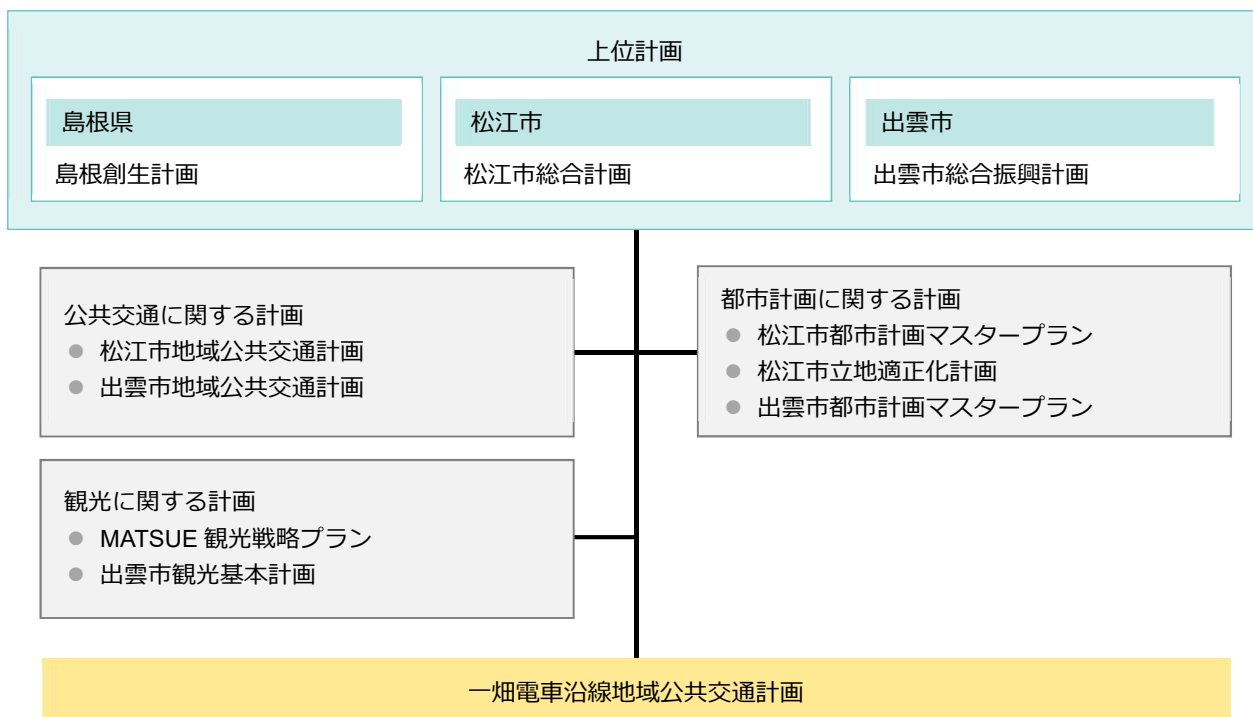 上位計画
島根県
島根創生計画
松江市
松江市総合計画
出雲市
出雲市総合振興計画
公共交通に関する計画
● 松江市地域公共交通計画
● 出雲市地域公共交通計画
都市計画に関する計画
● 松江市都市計画マスタープラン
● 松江市立地適正化計画
● 出雲市都市計画マスタープラン
観光に関する計画
● MATSUE 観光戦略プラン
● 出雲市観光基本計画
一畑電車沿線地域公共交通計画